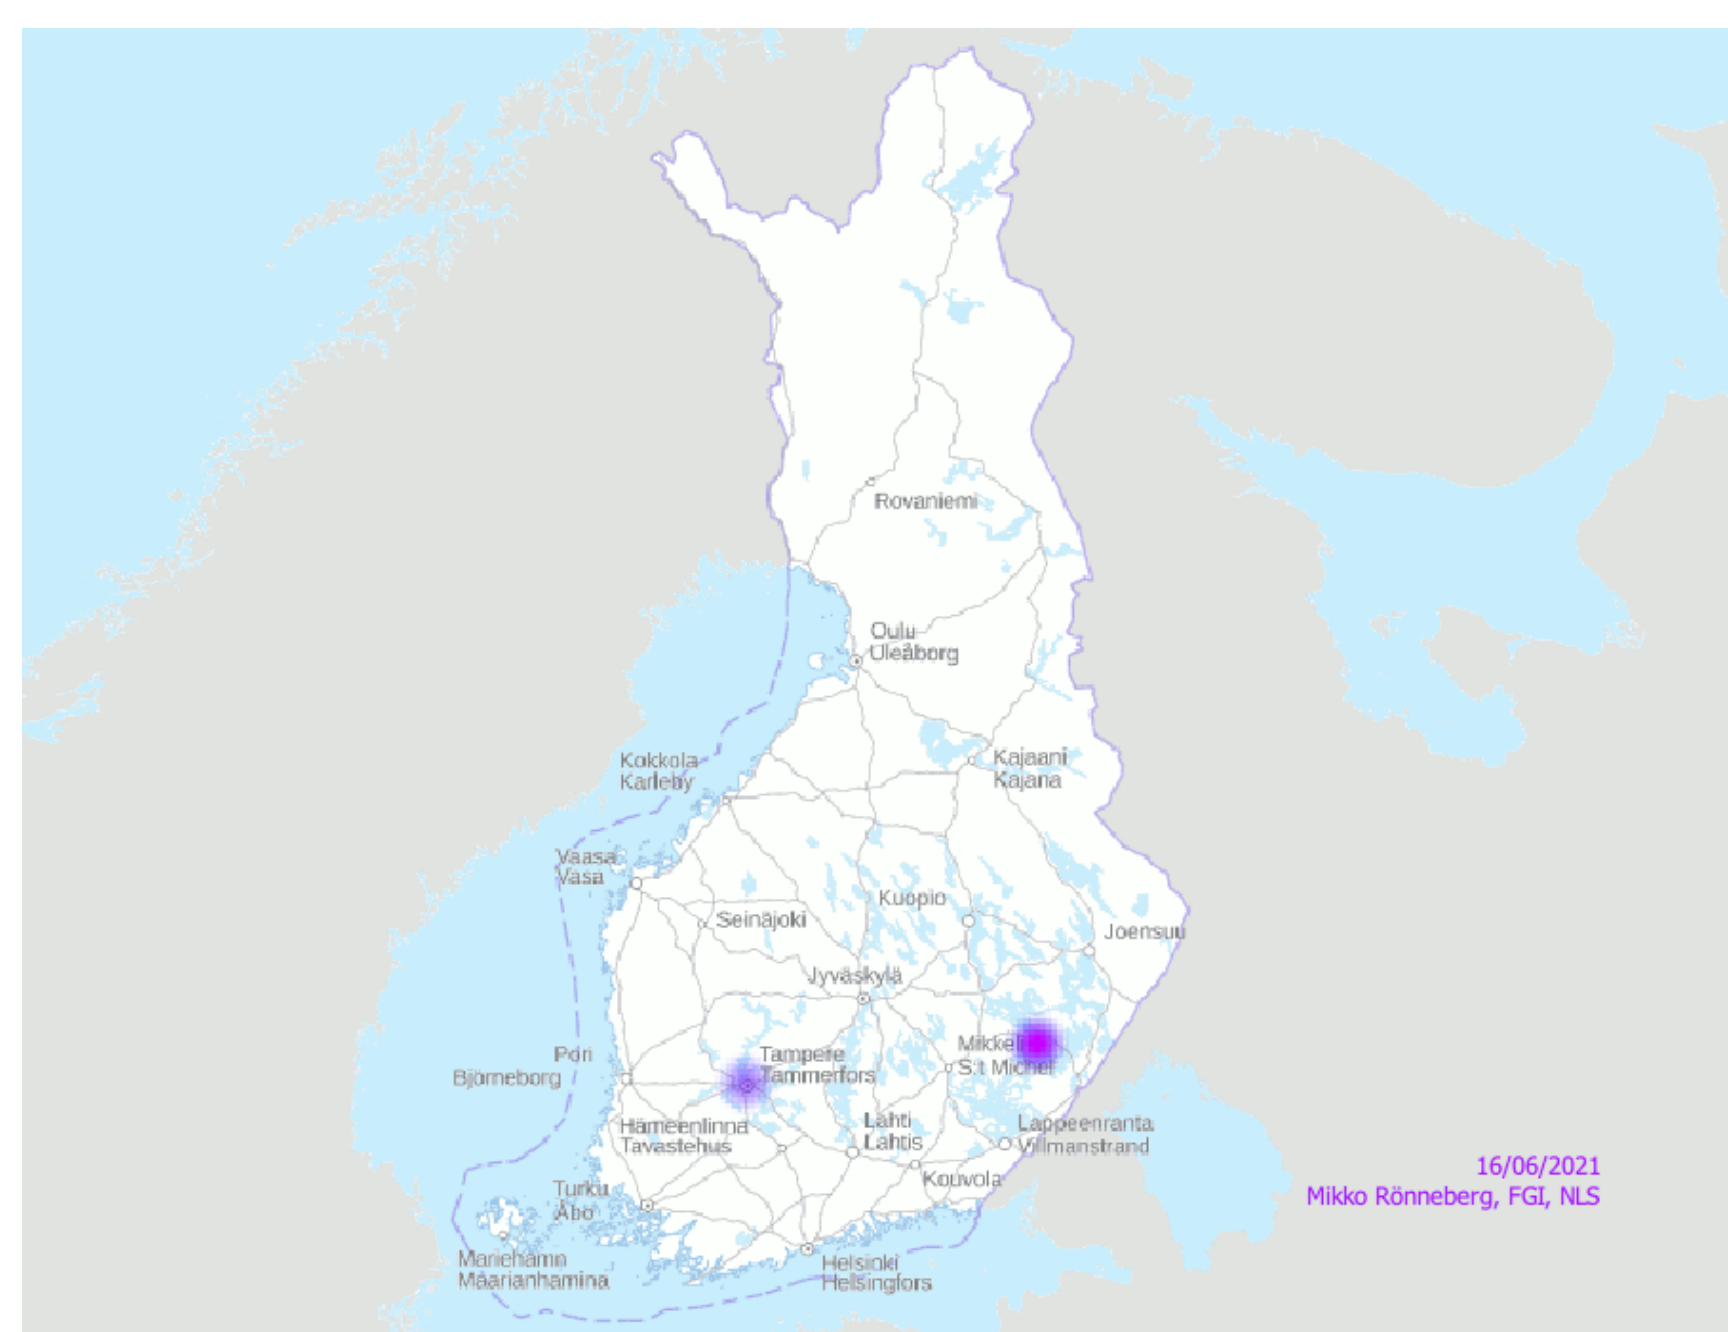 Rovaniemi
Oulu
Uleåborg
Kokkola
Karleby
Kajaani
Kajana
Vaasa
Vasa
Kuopio
Seinäjoki
Joensuu
Jyväskylä
Mikkeli
S:t Michel
Pori
Björneborg
Tampere
Tammerfors
Hämeenlinna
Tavastehus
Lahti
Lahtis
Lappeenranta
Villmanstrand
Kouvola
Turku
Åbo
16/06/2021
Mikko Rönneberg, FGI, NLS
Mariehamn
Maarianhamina
Helsinki
Helsingfors